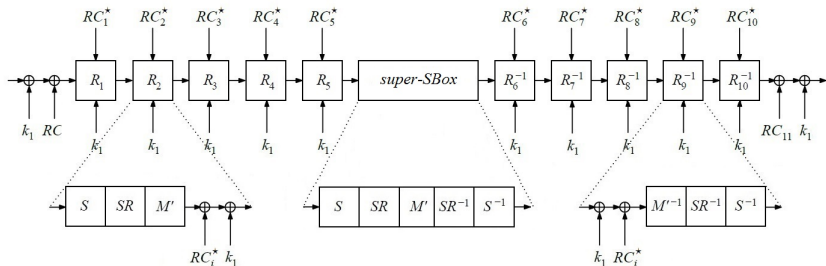 RC₁⋆ RC₂⋆ RC₃⋆ RC₄⋆ RC₅⋆ RC₆⋆ RC₇⋆ RC₈⋆ RC₉⋆ RC₁₀⋆
R₁ R₂ R₃ R₄ R₅ super-SBox R₆⁻¹ R₇⁻¹ R₈⁻¹ R₉⁻¹ R₁₀⁻¹
k₁ RC k₁ k₁ k₁ k₁ k₁ k₁ k₁ k₁ k₁ k₁ RC₁₁ k₁
S SR M′ S SR M′ SR⁻¹ S⁻¹ M′⁻¹ SR⁻¹ S⁻¹
RCᵢ⋆ k₁ k₁ RCᵢ⋆